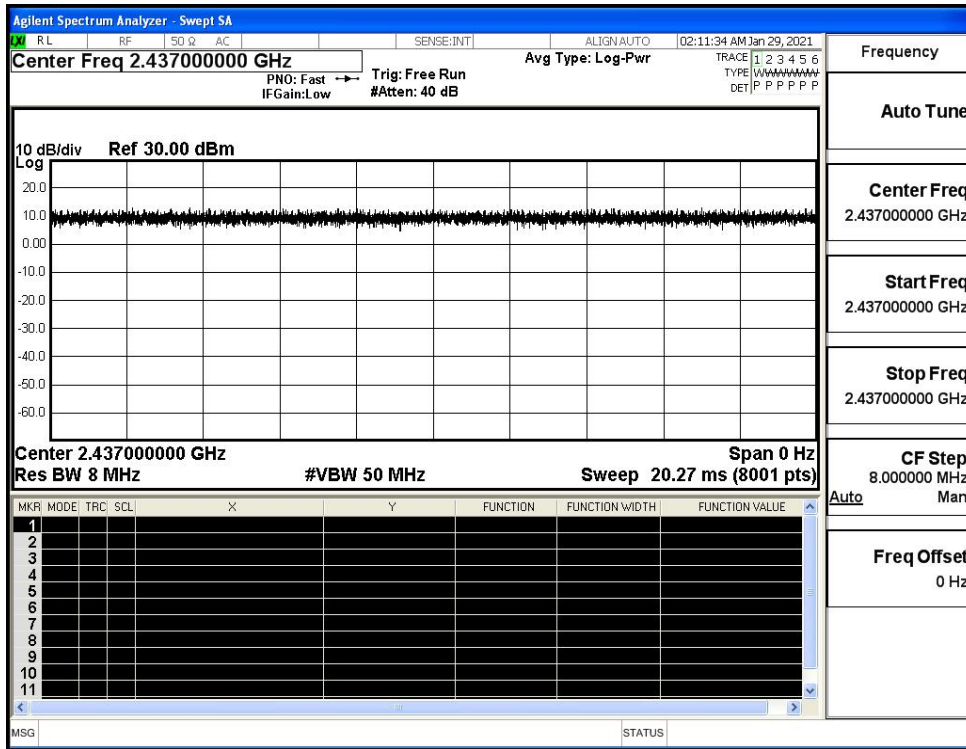 Agilent Spectrum Analyzer - Swept SA
LXI RL RF 50 Ω AC SENSE:INT ALIGN AUTO 02:11:34 AM Jan 29, 2021
Center Freq 2.437000000 GHz Avg Type: Log-Pwr TRACE 1 2 3 4 5 6
PNO: Fast Trig: Free Run TYPE WWWWWW
IFGain:Low #Atten: 40 dB DET P P P P P P
10 dB/div Ref 30.00 dBm
Log
20.0
10.0
0.00
-10.0
-20.0
-30.0
-40.0
-50.0
-60.0
Center 2.437000000 GHz Span 0 Hz
Res BW 8 MHz #VBW 50 MHz Sweep 20.27 ms (8001 pts)
MKR MODE TRC SCL X Y FUNCTION FUNCTION WIDTH FUNCTION VALUE
1
2
3
4
5
6
7
8
9
10
11
MSG STATUS
Frequency
Auto Tune
Center Freq
2.437000000 GHz
Start Freq
2.437000000 GHz
Stop Freq
2.437000000 GHz
CF Step
8.000000 MHz
Auto Man
Freq Offset
0 Hz